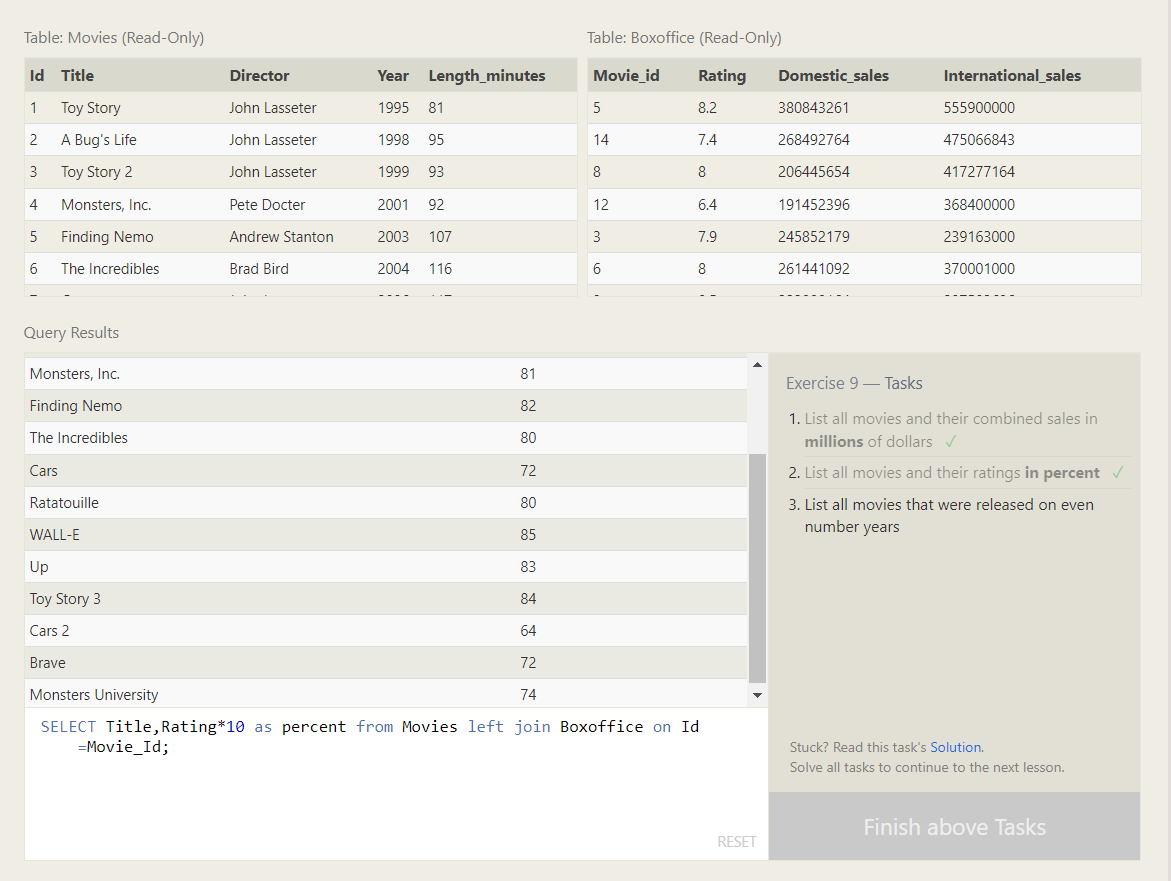 Table: Movies (Read-Only)
Id Title Director Year Length_minutes
1 Toy Story John Lasseter 1995 81
2 A Bug's Life John Lasseter 1998 95
3 Toy Story 2 John Lasseter 1999 93
4 Monsters, Inc. Pete Docter 2001 92
5 Finding Nemo Andrew Stanton 2003 107
6 The Incredibles Brad Bird 2004 116
Table: Boxoffice (Read-Only)
Movie_id Rating Domestic_sales International_sales
5 8.2 380843261 555900000
14 7.4 268492764 475066843
8 8 206445654 417277164
12 6.4 191452396 368400000
3 7.9 245852179 239163000
6 8 261441092 370001000
Query Results
Monsters, Inc. 81
Finding Nemo 82
The Incredibles 80
Cars 72
Ratatouille 80
WALL-E 85
Up 83
Toy Story 3 84
Cars 2 64
Brave 72
Monsters University 74
SELECT Title,Rating*10 as percent from Movies left join Boxoffice on Id
=Movie_Id;
RESET
Exercise 9 — Tasks
1. List all movies and their combined sales in
millions of dollars ✓
2. List all movies and their ratings in percent ✓
3. List all movies that were released on even
number years
Stuck? Read this task's Solution.
Solve all tasks to continue to the next lesson.
Finish above Tasks